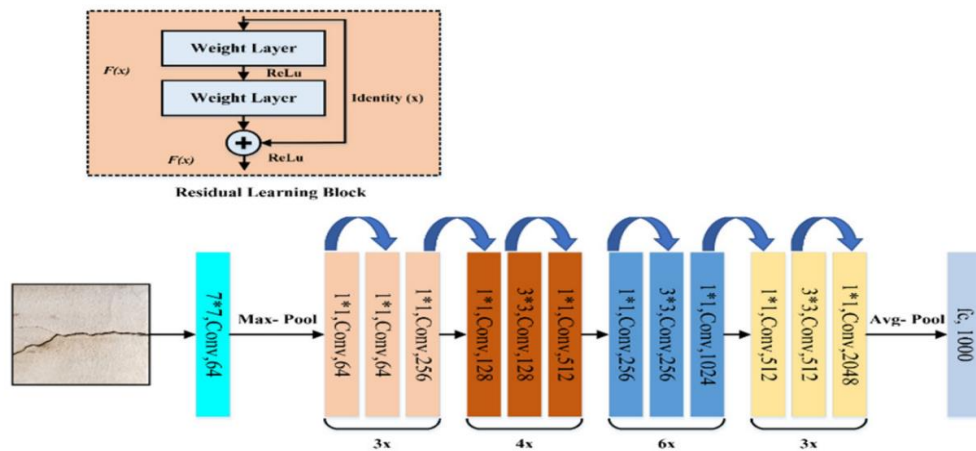 Weight Layer
F(x)
ReLu
Weight Layer
Identity (x)
+
F(x)
ReLu
Residual Learning Block
7*7,Conv,64
Max- Pool
1*1,Conv,64
1*1,Conv,64
1*1,Conv,256
1*1,Conv,128
3*3,Conv,128
1*1,Conv,512
1*1,Conv,256
3*3,Conv,256
1*1,Conv,1024
1*1,Conv,512
3*3,Conv,512
1*1,Conv,2048
Avg- Pool
fc, 1000
3x
4x
6x
3x